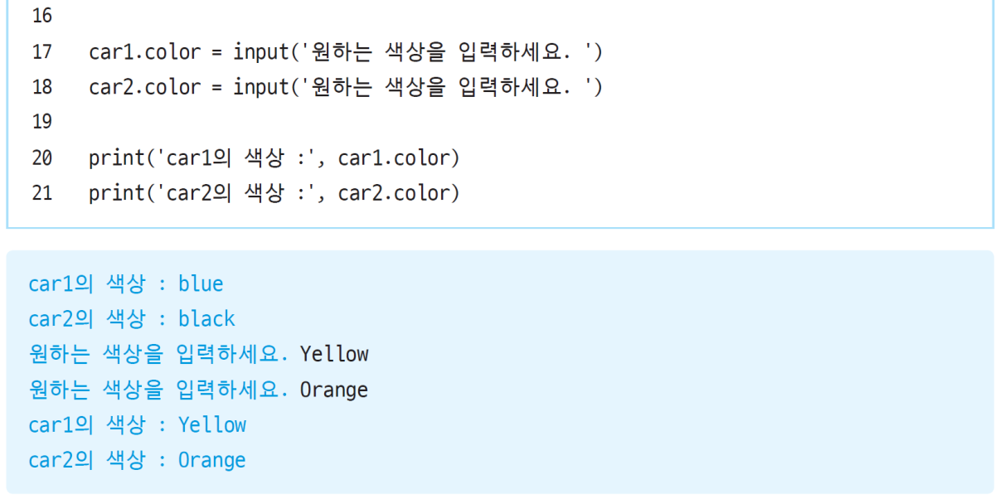 16
17 car1.color = input('원하는 색상을 입력하세요. ')
18 car2.color = input('원하는 색상을 입력하세요. ')
19
20 print('car1의 색상 :', car1.color)
21 print('car2의 색상 :', car2.color)
car1의 색상 : blue
car2의 색상 : black
원하는 색상을 입력하세요. Yellow
원하는 색상을 입력하세요. Orange
car1의 색상 : Yellow
car2의 색상 : Orange